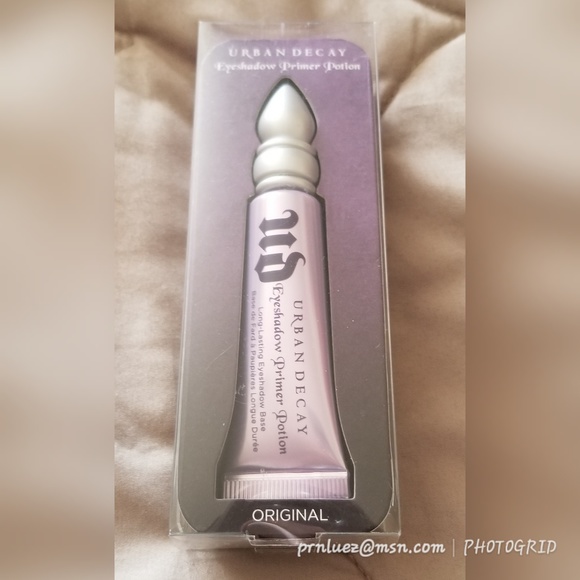 URBAN DECAY
Eyeshadow Primer Potion
UD
URBAN DECAY
Eyeshadow Primer Potion
Long-Lasting Eyeshadow Base
Base de Fard à Paupières Longue Durée
ORIGINAL
prnluez@msn.com | PHOTOGRID